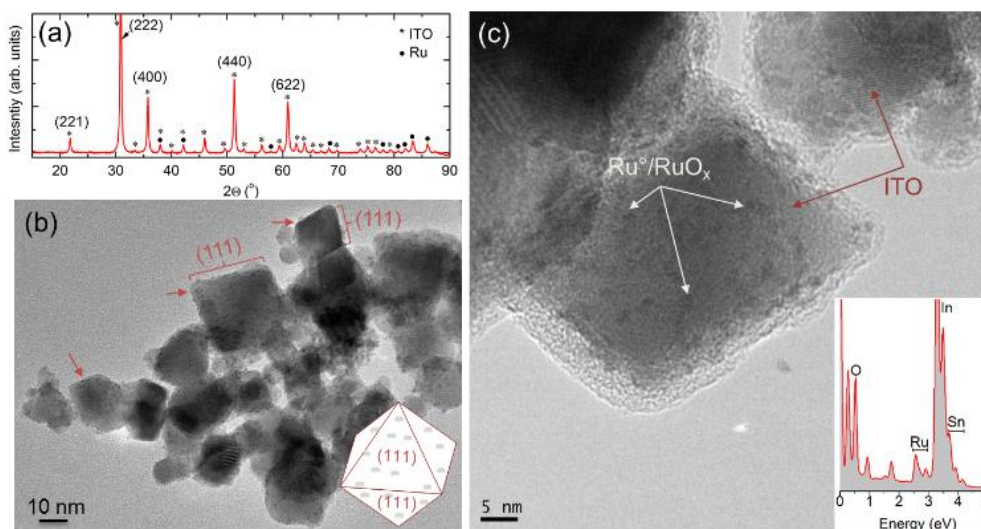 (a)
(222)
* ITO
• Ru
(400)
(440)
(622)
(221)
Intesntiy (arb. units)
20 30 40 50 60 70 80 90
2Θ (°)
(b)
(111)
(111)
(111)
(111)
10 nm
(c)
Ru°/RuOₓ
ITO
5 nm
In
O
Sn
Ru
0 1 2 3 4
Energy (eV)